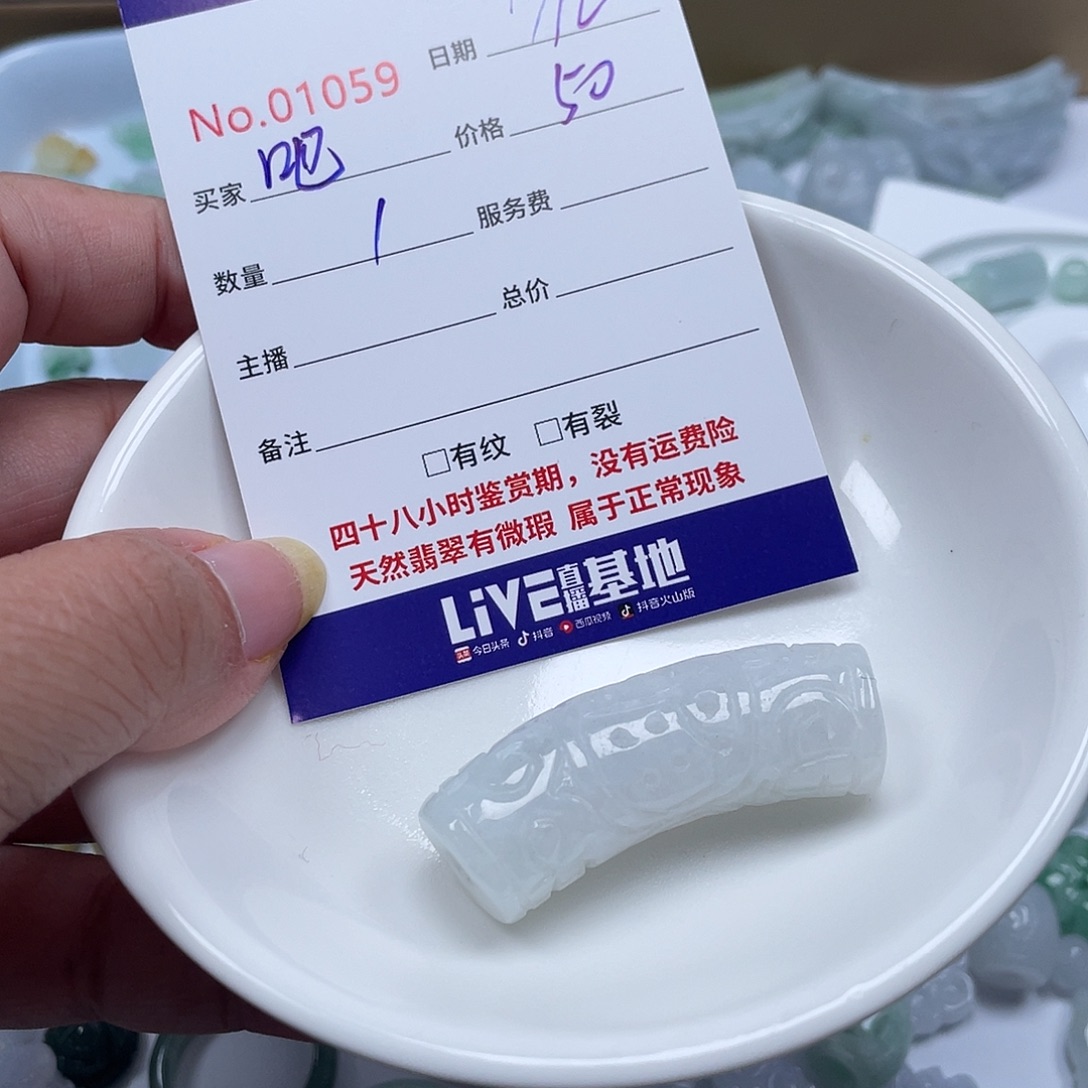 日期
No.01059
买家 吧 价格 50
数量 1 服务费
主播 总价
备注 □有纹 □有裂
四十八小时鉴赏期，没有运费险
天然翡翠有微瑕 属于正常现象
LiVE直播基地
头条 今日头条 抖音 西瓜视频 抖音火山版